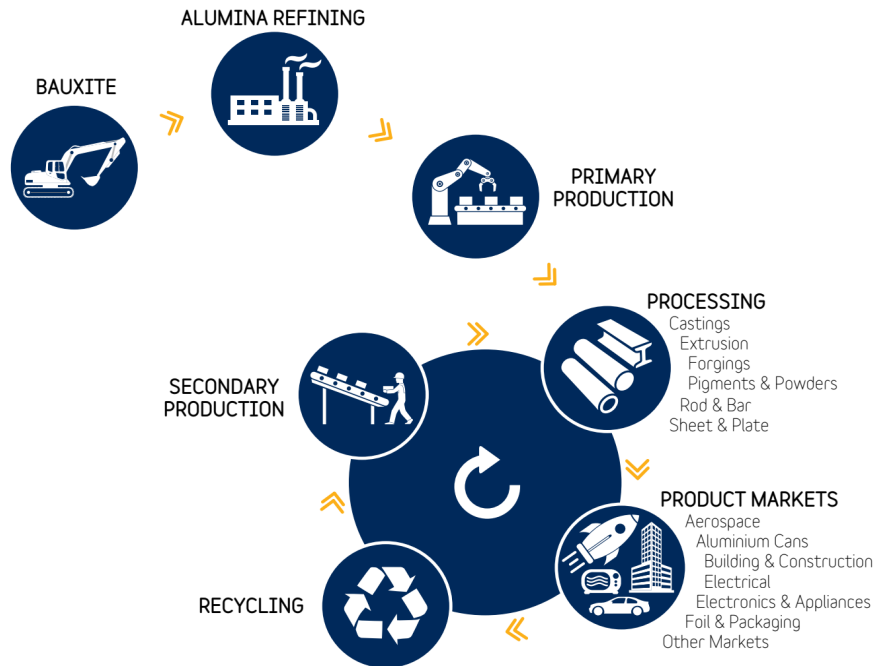 ALUMINA REFINING
BAUXITE
PRIMARY
PRODUCTION
PROCESSING
Castings
Extrusion
Forgings
Pigments & Powders
Rod & Bar
Sheet & Plate
SECONDARY
PRODUCTION
PRODUCT MARKETS
Aerospace
Aluminium Cans
Building & Construction
Electrical
Electronics & Appliances
Foil & Packaging
Other Markets
RECYCLING